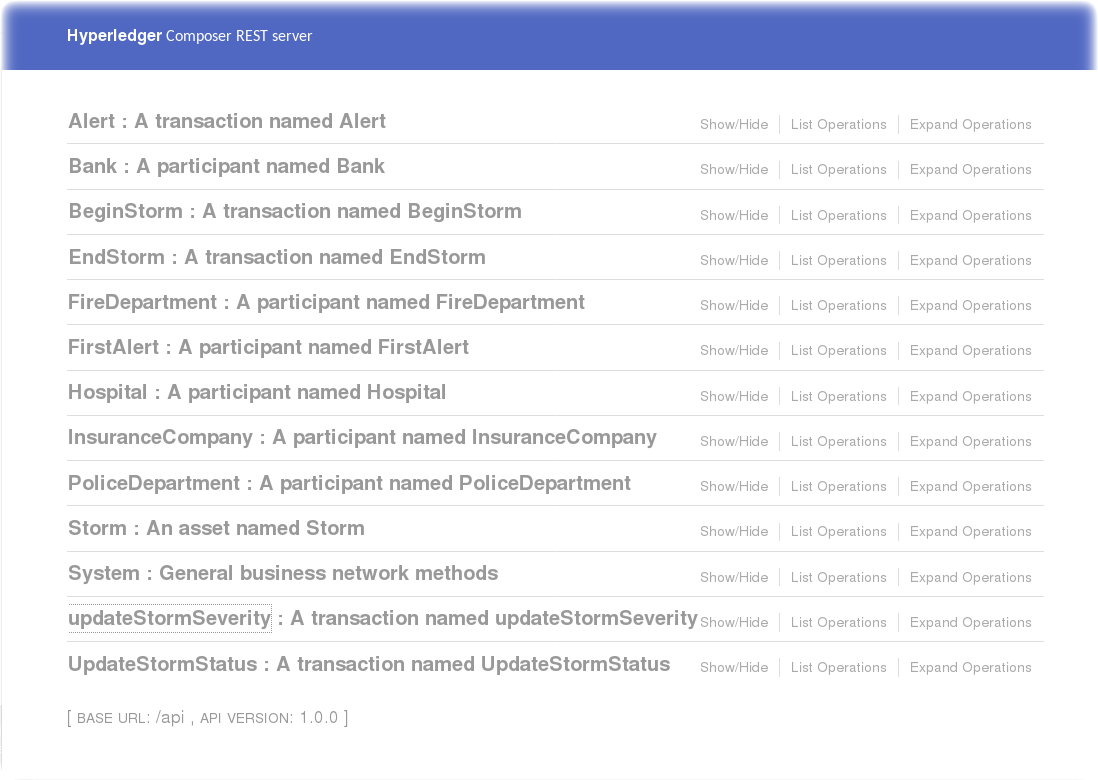 Hyperledger Composer REST server
Alert : A transaction named Alert Show/Hide List Operations Expand Operations
Bank : A participant named Bank Show/Hide List Operations Expand Operations
BeginStorm : A transaction named BeginStorm Show/Hide List Operations Expand Operations
EndStorm : A transaction named EndStorm Show/Hide List Operations Expand Operations
FireDepartment : A participant named FireDepartment Show/Hide List Operations Expand Operations
FirstAlert : A participant named FirstAlert Show/Hide List Operations Expand Operations
Hospital : A participant named Hospital Show/Hide List Operations Expand Operations
InsuranceCompany : A participant named InsuranceCompany Show/Hide List Operations Expand Operations
PoliceDepartment : A participant named PoliceDepartment Show/Hide List Operations Expand Operations
Storm : An asset named Storm Show/Hide List Operations Expand Operations
System : General business network methods Show/Hide List Operations Expand Operations
updateStormSeverity : A transaction named updateStormSeverity Show/Hide List Operations Expand Operations
UpdateStormStatus : A transaction named UpdateStormStatus Show/Hide List Operations Expand Operations
[ BASE URL: /api , API VERSION: 1.0.0 ]